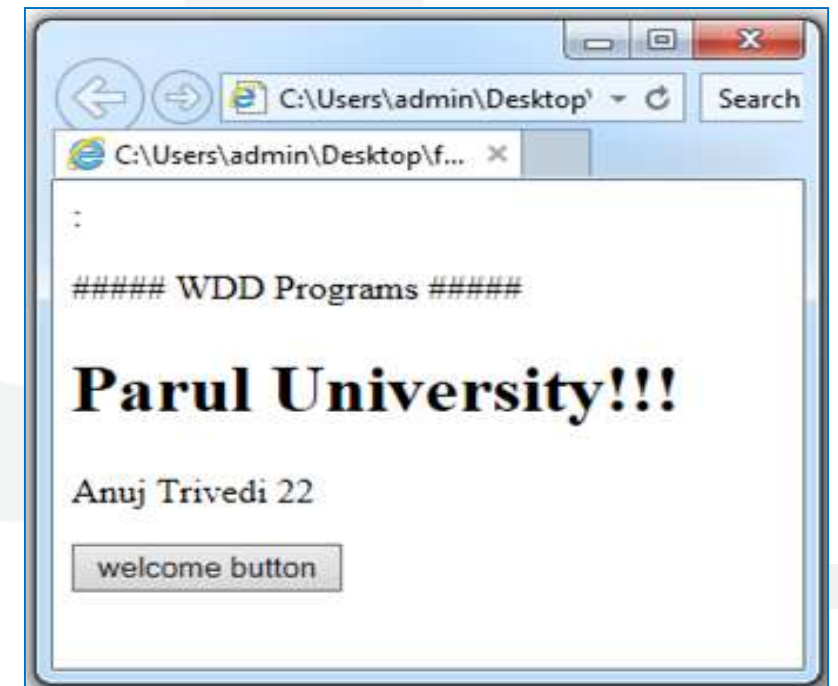 C:\Users\admin\Desktop\
Search
C:\Users\admin\Desktop\f...
:
##### WDD Programs #####
Parul University!!!
Anuj Trivedi 22
welcome button